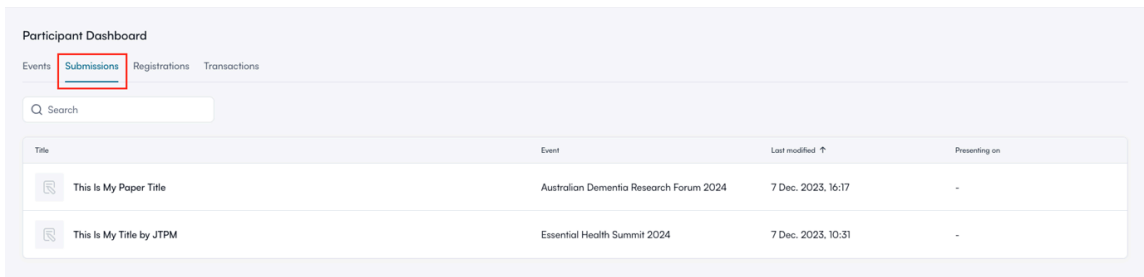 Participant Dashboard
Events Submissions Registrations Transactions
Search
Title Event Last modified ↑ Presenting on
This Is My Paper Title Australian Dementia Research Forum 2024 7 Dec. 2023, 16:17 -
This Is My Title by JTPM Essential Health Summit 2024 7 Dec. 2023, 10:31 -